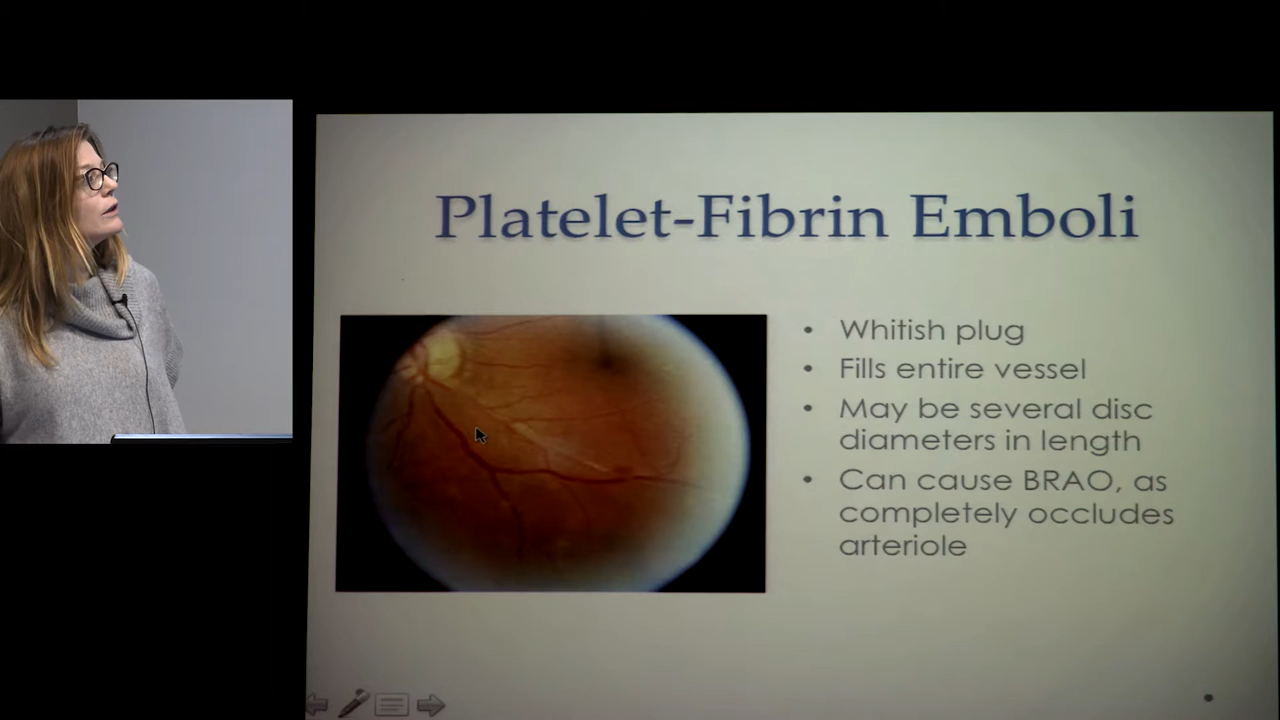 Platelet-Fibrin Emboli
• Whitish plug
• Fills entire vessel
• May be several disc
diameters in length
• Can cause BRAO, as
completely occludes
arteriole